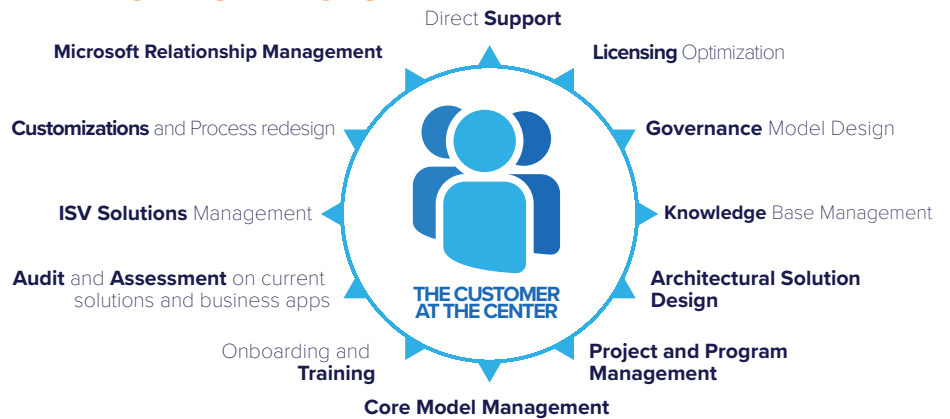 Direct Support
Microsoft Relationship Management
Licensing Optimization
Customizations and Process redesign
Governance Model Design
ISV Solutions Management
Knowledge Base Management
Audit and Assessment on current
solutions and business apps
Architectural Solution
Design
THE CUSTOMER
AT THE CENTER
Onboarding and
Training
Project and Program
Management
Core Model Management